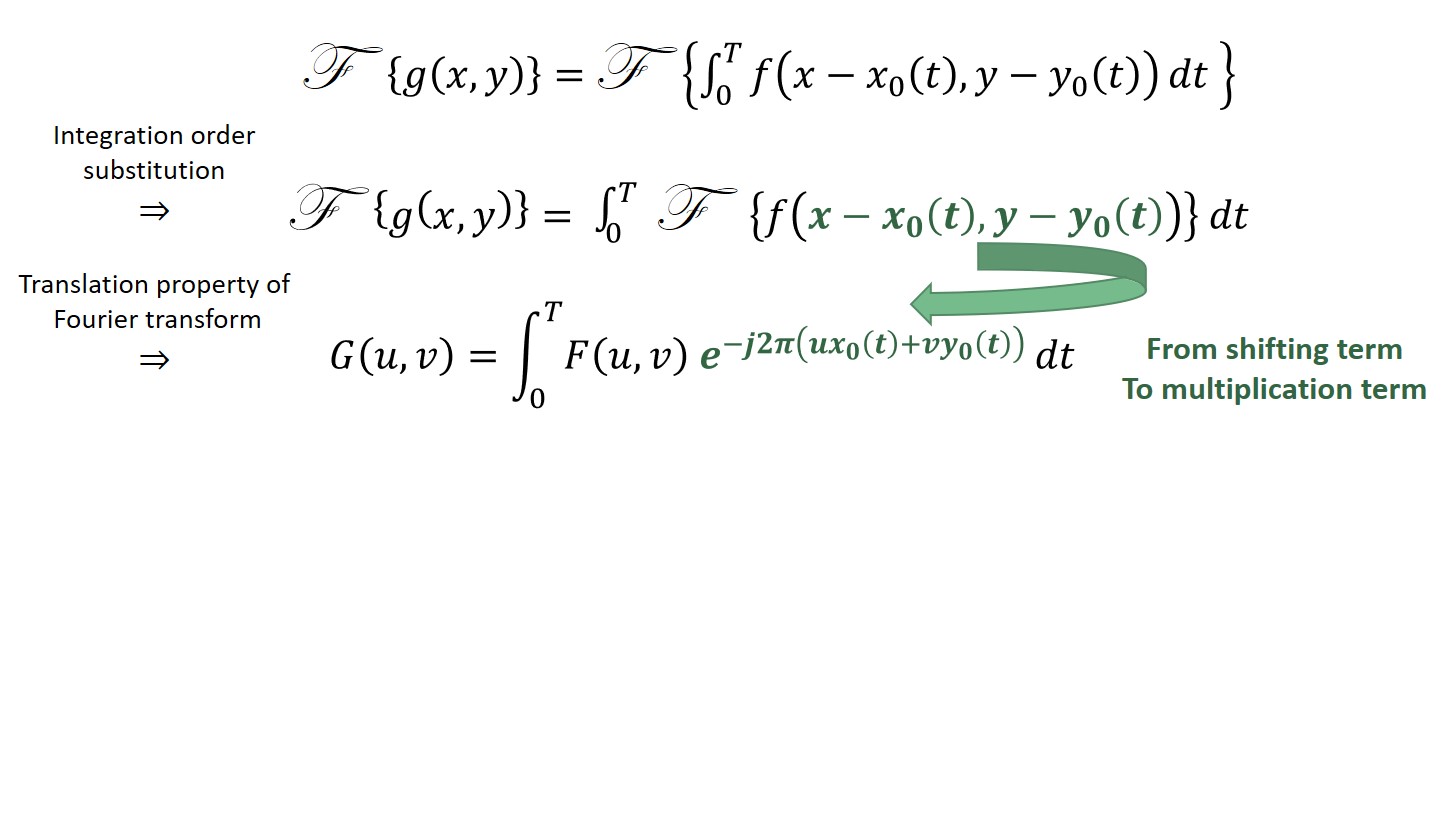 ℱ{g(x, y)} = ℱ{∫₀ᵀ f(x − x₀(t), y − y₀(t)) dt}
Integration order
substitution
⇒ ℱ{g(x, y)} = ∫₀ᵀ ℱ{f(x − x₀(t), y − y₀(t))} dt
Translation property of
Fourier transform
⇒ G(u, v) = ∫₀ᵀ F(u, v) e^{−j2π(ux₀(t)+vy₀(t))} dt
From shifting term
To multiplication term